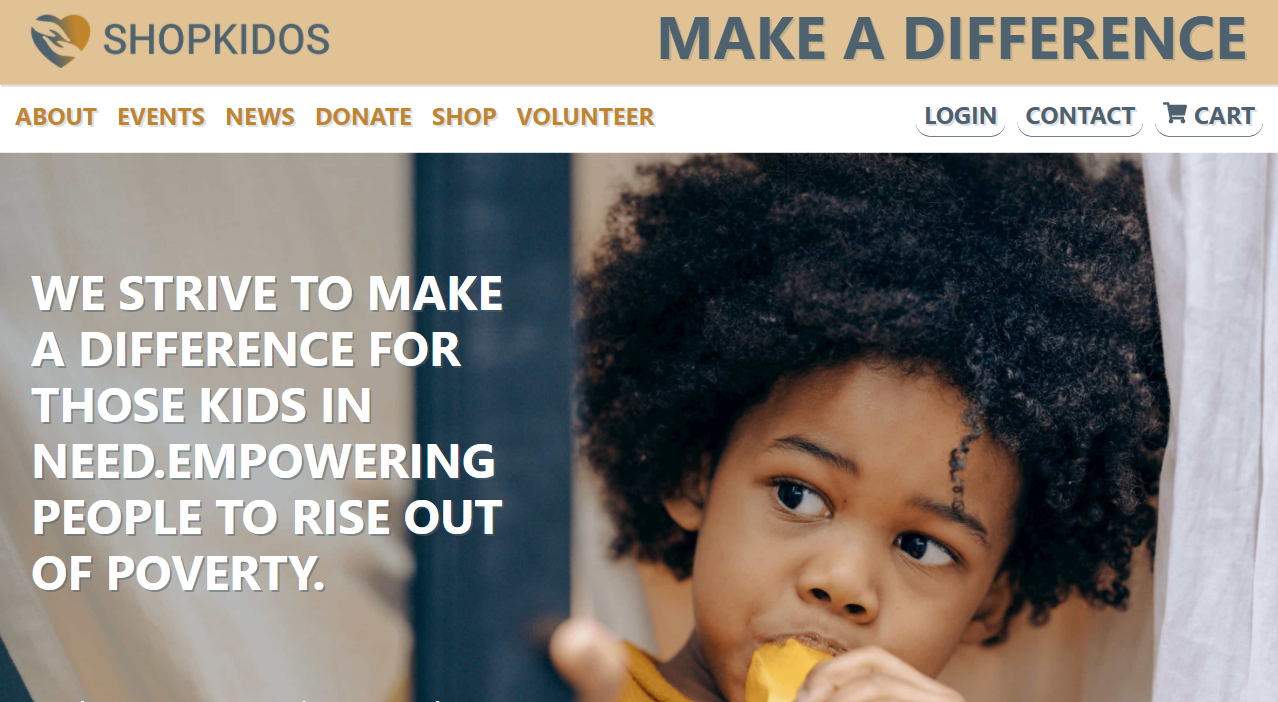 SHOPKIDOS
MAKE A DIFFERENCE
ABOUT EVENTS NEWS DONATE SHOP VOLUNTEER
LOGIN CONTACT CART
WE STRIVE TO MAKE
A DIFFERENCE FOR
THOSE KIDS IN
NEED.EMPOWERING
PEOPLE TO RISE OUT
OF POVERTY.